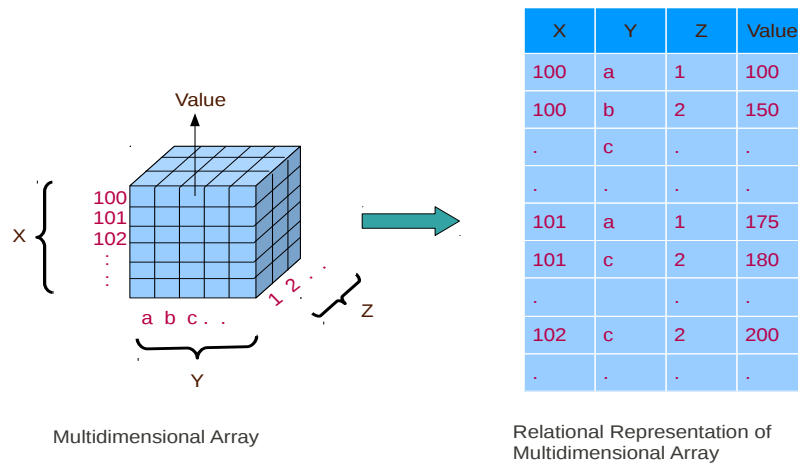 Value
X
100
101
102
:
:
a b c . .
Y
1 2 . .
Z
Multidimensional Array
X Y Z Value
100 a 1 100
100 b 2 150
. c . .
. . . .
101 a 1 175
101 c 2 180
. . .
102 c 2 200
. . . .
Relational Representation of
Multidimensional Array